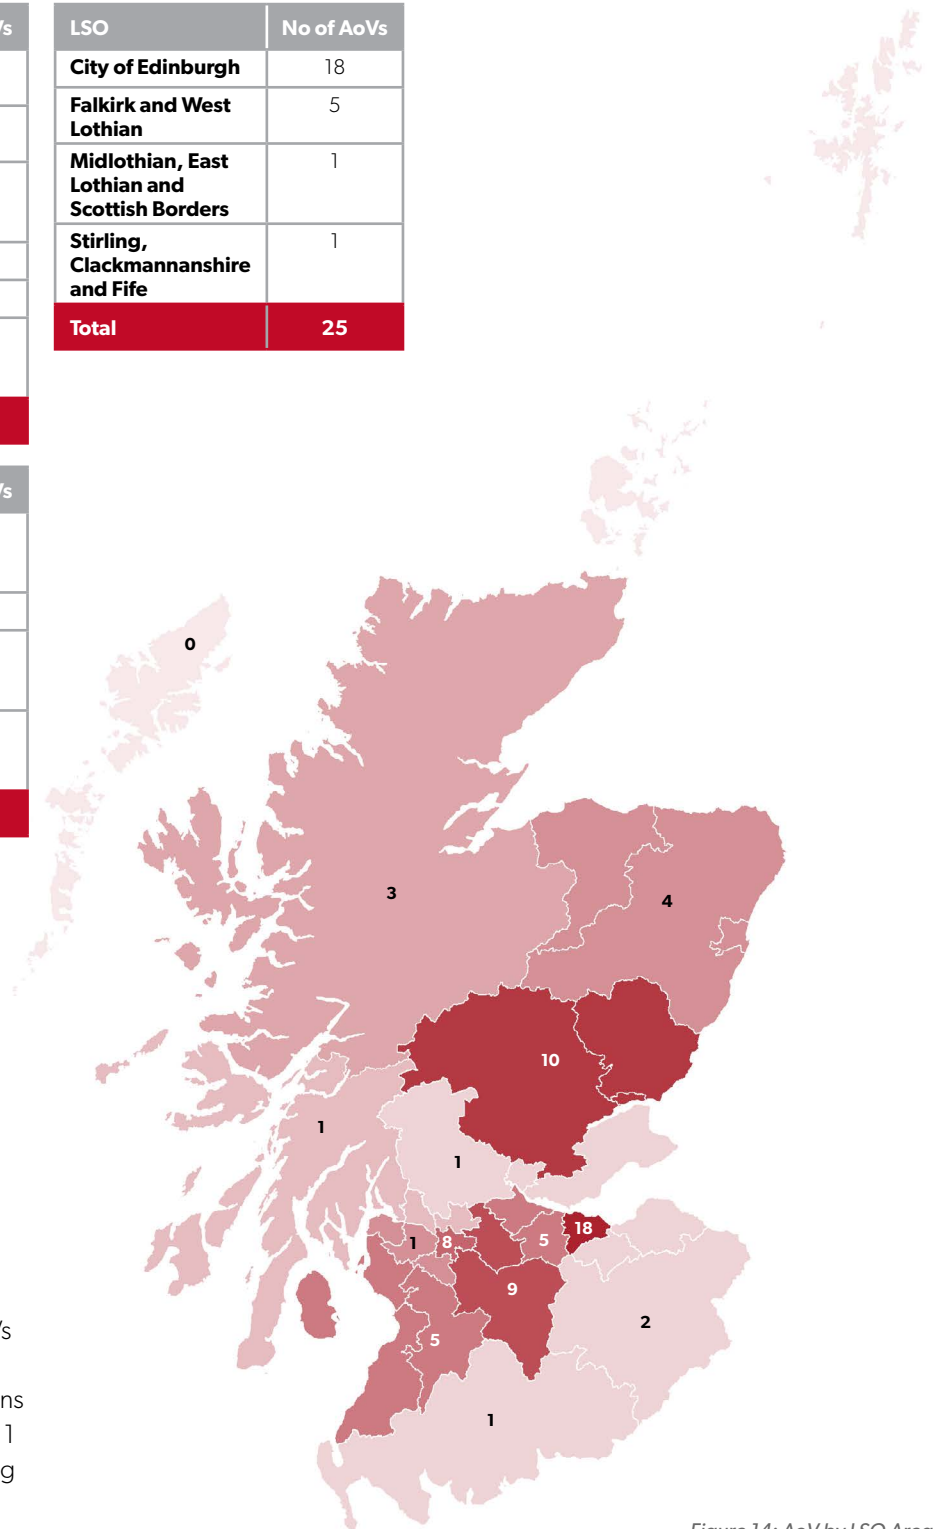 LSO No of AoVs
City of Edinburgh 18
Falkirk and West 5
Lothian
Midlothian, East 1
Lothian and
Scottish Borders
Stirling, 1
Clackmannanshire
and Fife
Total 25
0
3
4
10
1
1
18
1
8
5
9
2
5
1
1